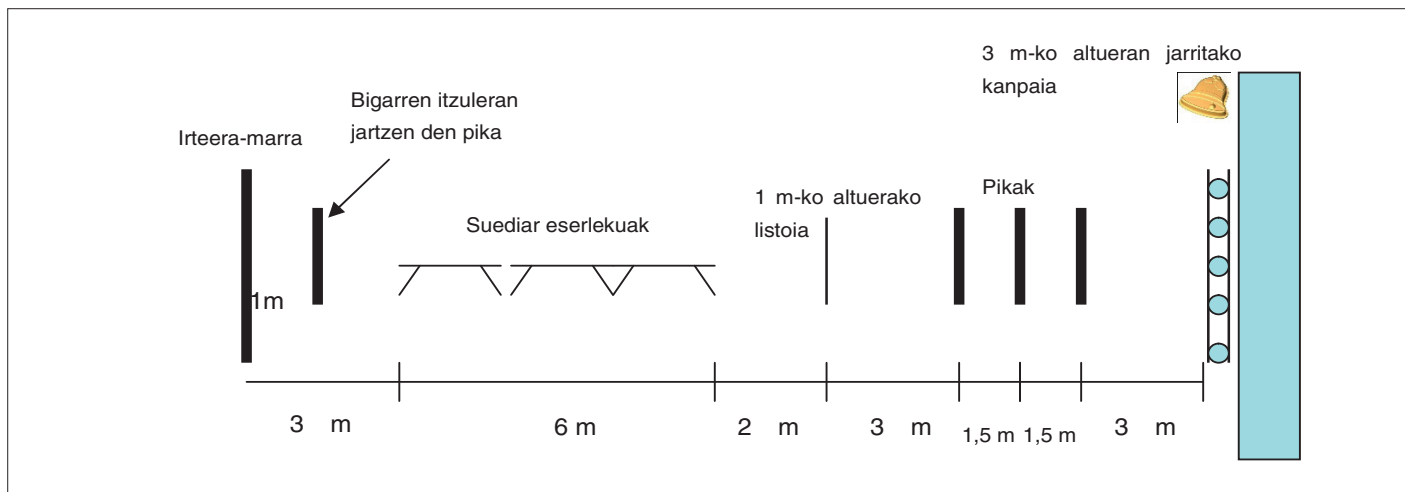 3 m-ko altueran jarritako
kanpaia
Bigarren itzuleran
jartzen den pika
Irteera-marra
1 m-ko altuerako
listoia
Pikak
Suediar eserlekuak
1m
3 m
6 m
2 m
3 m
1,5 m
1,5 m
3 m